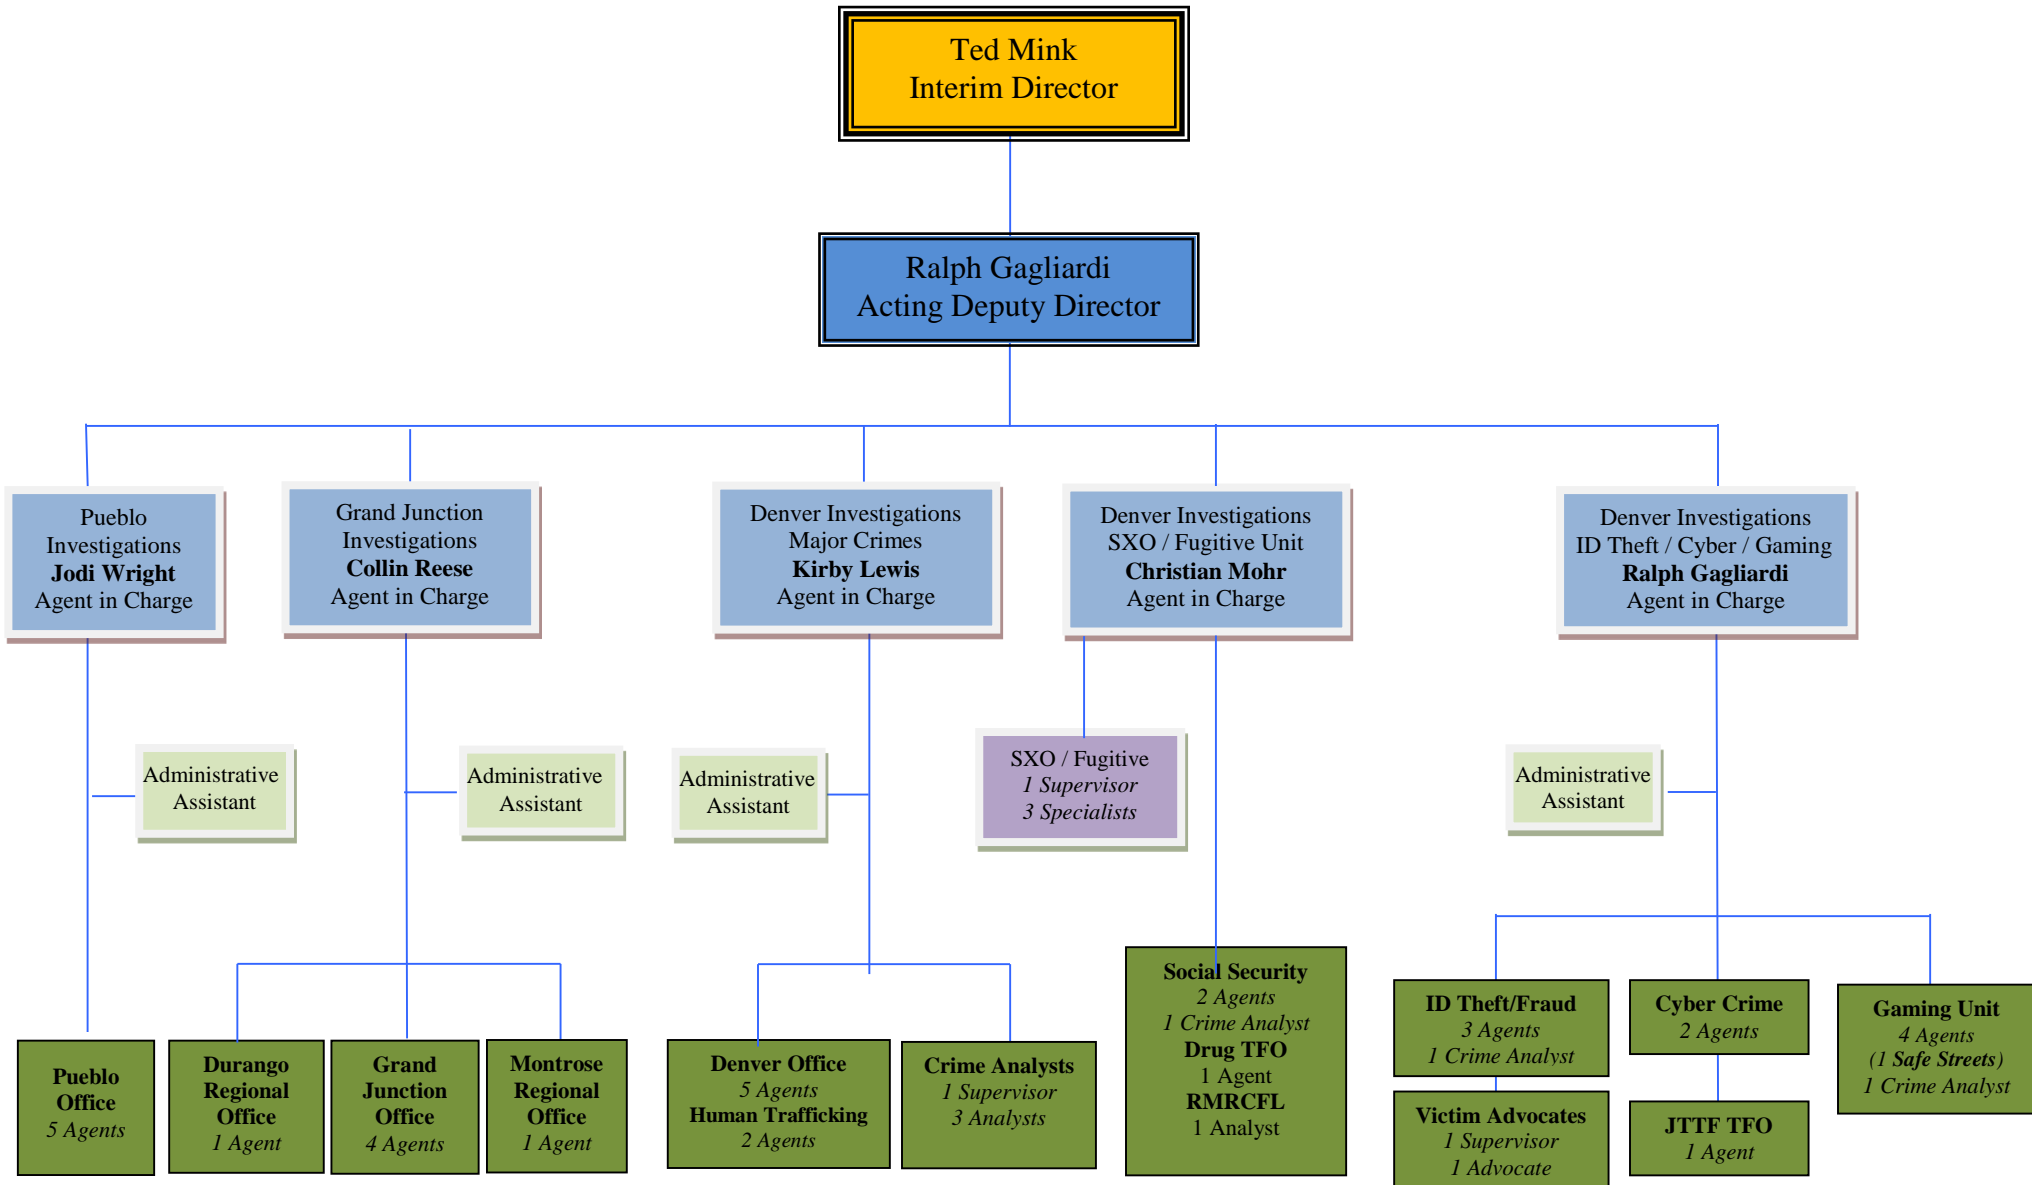 Ted Mink
Interim Director
Ralph Gagliardi
Acting Deputy Director
Pueblo
Investigations
Jodi Wright
Agent in Charge
Grand Junction
Investigations
Collin Reese
Agent in Charge
Denver Investigations
Major Crimes
Kirby Lewis
Agent in Charge
Denver Investigations
SXO / Fugitive Unit
Christian Mohr
Agent in Charge
Denver Investigations
ID Theft / Cyber / Gaming
Ralph Gagliardi
Agent in Charge
Administrative
Assistant
Administrative
Assistant
Administrative
Assistant
SXO / Fugitive
1 Supervisor
3 Specialists
Administrative
Assistant
Pueblo
Office
5 Agents
Durango
Regional
Office
1 Agent
Grand
Junction
Office
4 Agents
Montrose
Regional
Office
1 Agent
Denver Office
5 Agents
Human Trafficking
2 Agents
Crime Analysts
1 Supervisor
3 Analysts
Social Security
2 Agents
1 Crime Analyst
Drug TFO
1 Agent
RMRCFL
1 Analyst
ID Theft/Fraud
3 Agents
1 Crime Analyst
Victim Advocates
1 Supervisor
1 Advocate
Cyber Crime
2 Agents
JTTF TFO
1 Agent
Gaming Unit
4 Agents
(1 Safe Streets)
1 Crime Analyst